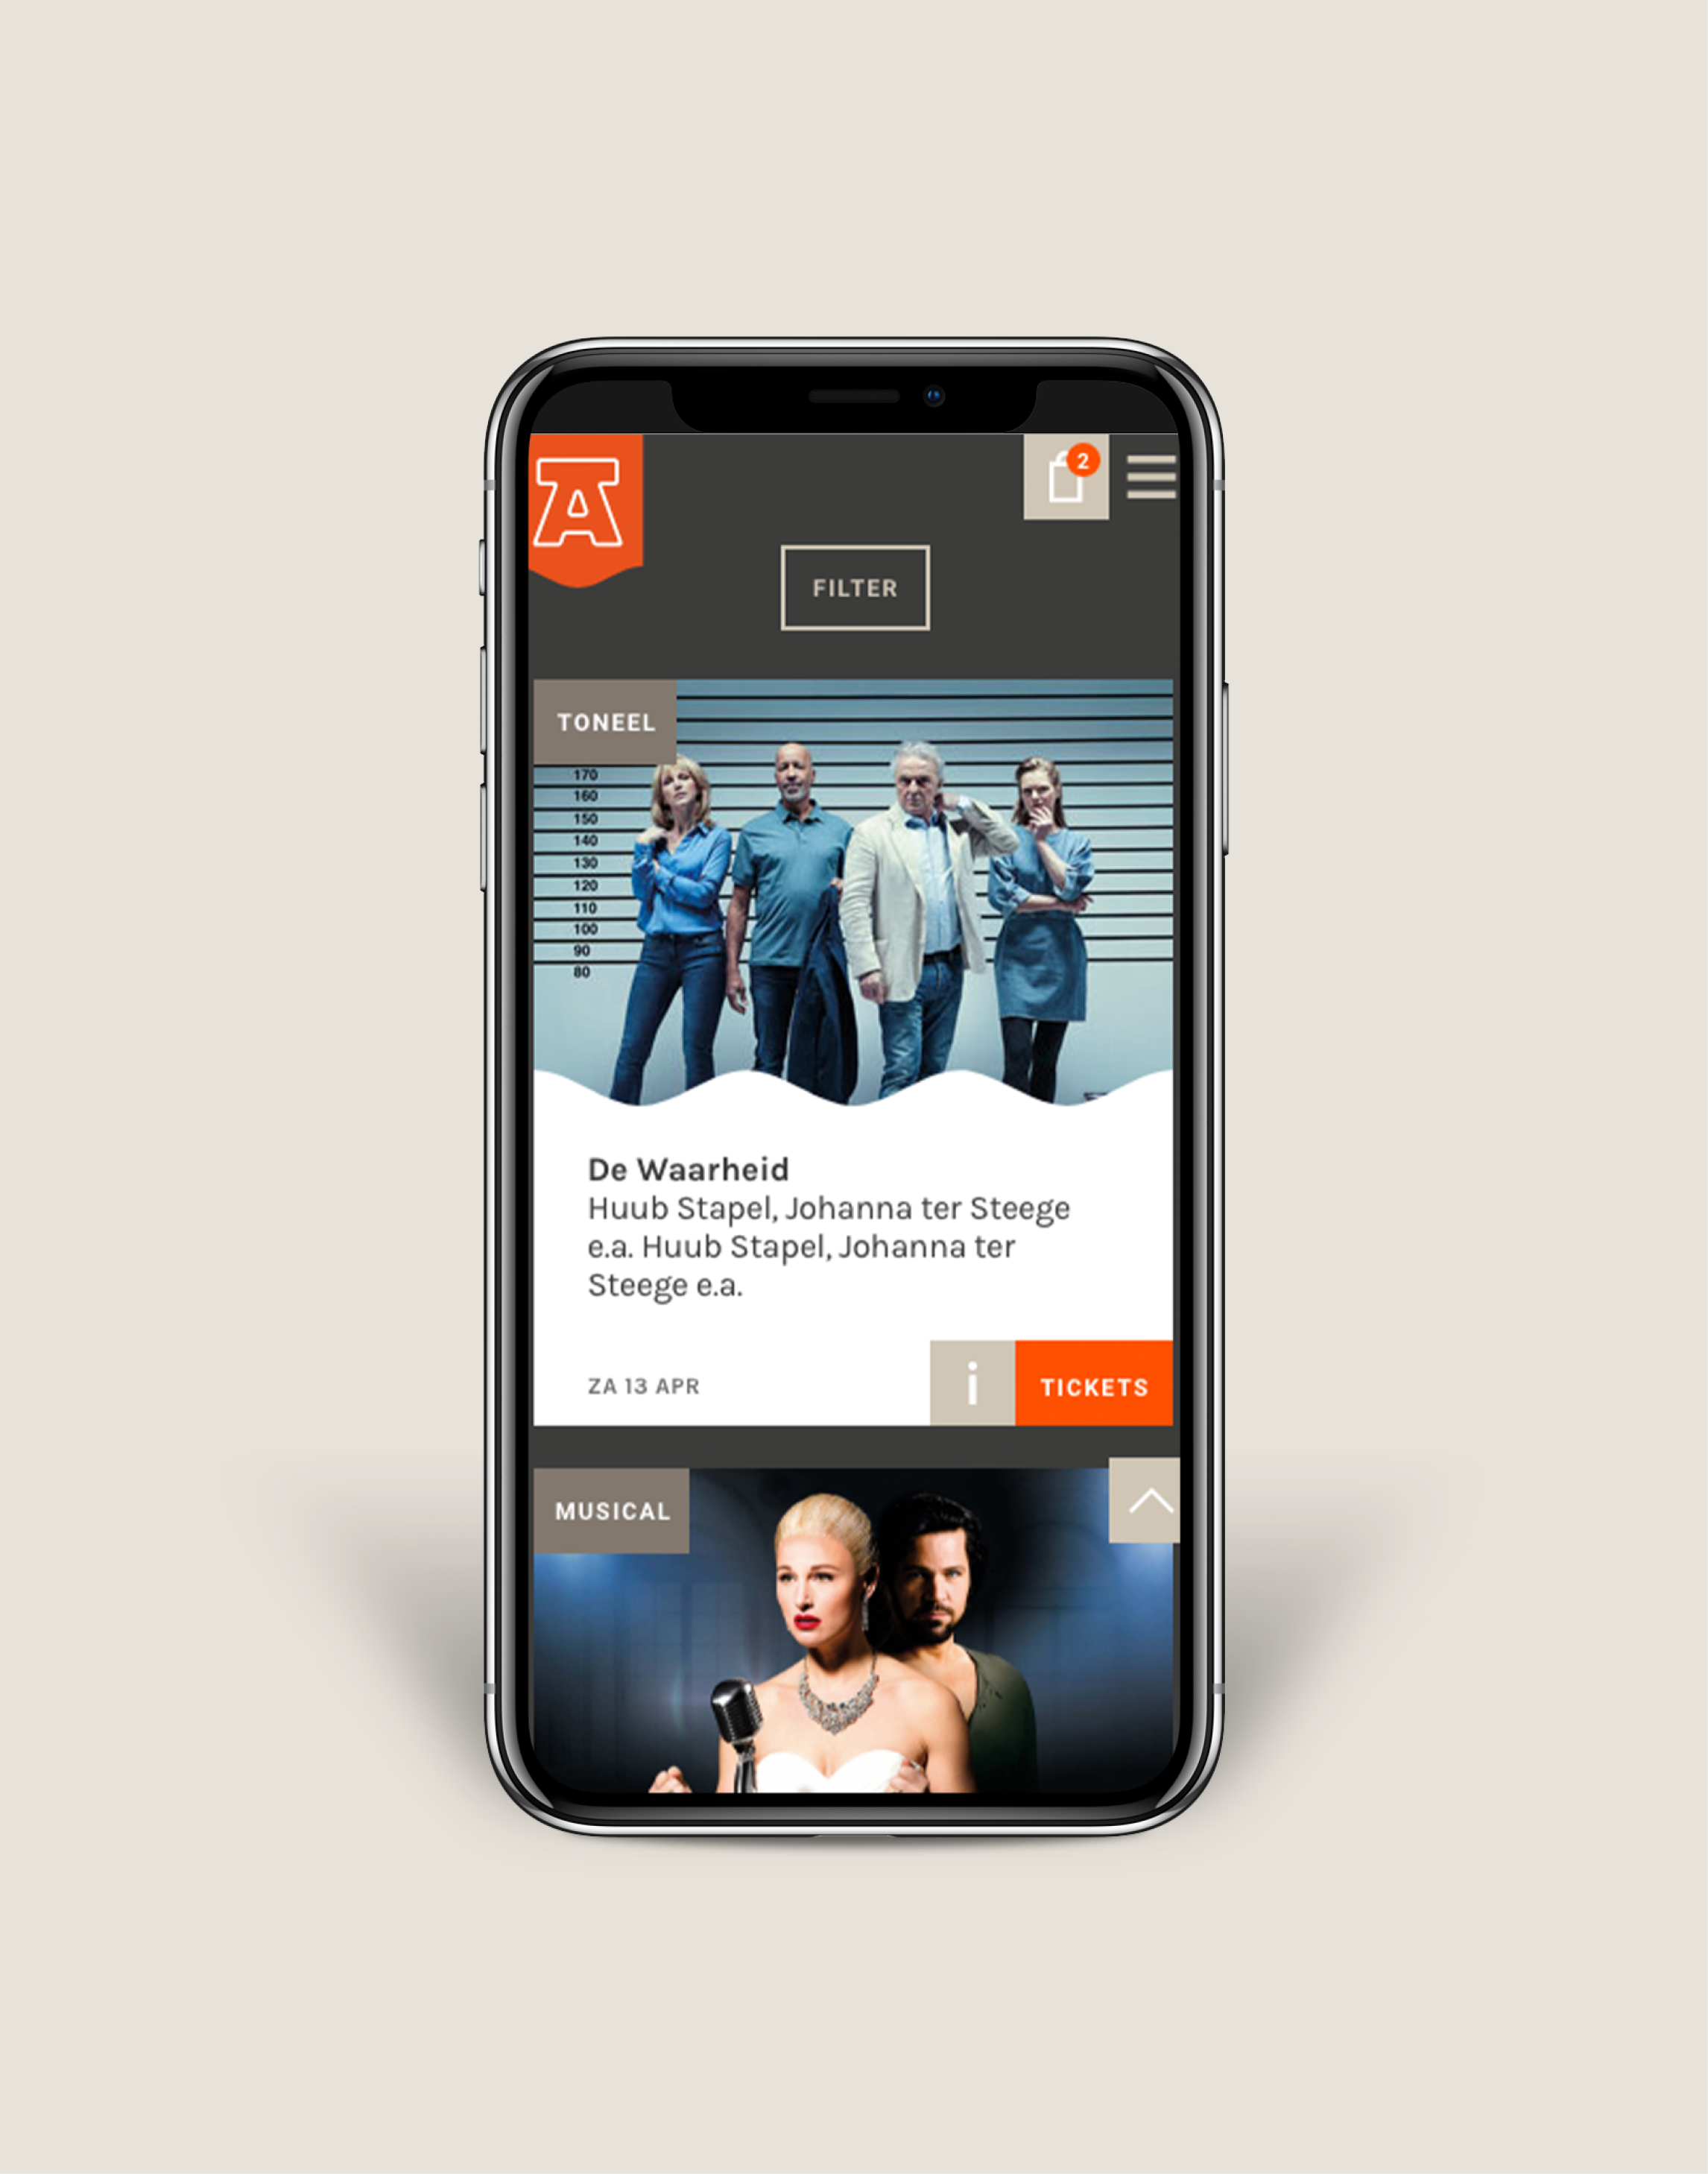 A
2
FILTER
TONEEL
170
160
150
140
130
120
110
100
90
80
De Waarheid
Huub Stapel, Johanna ter Steege
e.a. Huub Stapel, Johanna ter
Steege e.a.
ZA 13 APR
i
TICKETS
MUSICAL